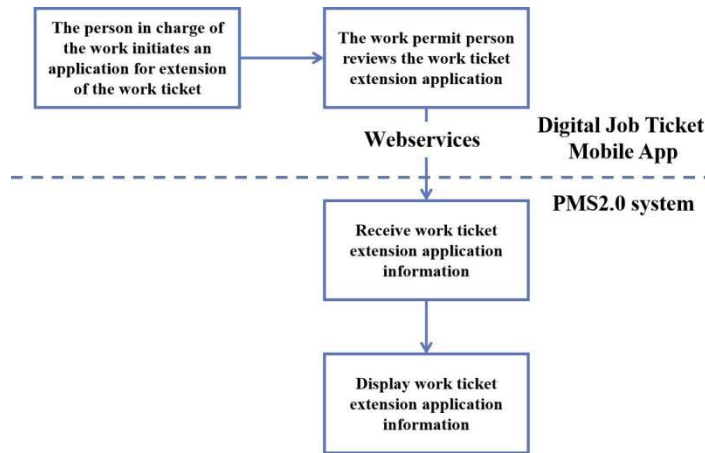 The person in charge of
the work initiates an
application for extension
of the work ticket
The work permit person
reviews the work ticket
extension application
Webservices
Digital Job Ticket
Mobile App
PMS2.0 system
Receive work ticket
extension application
information
Display work ticket
extension application
information